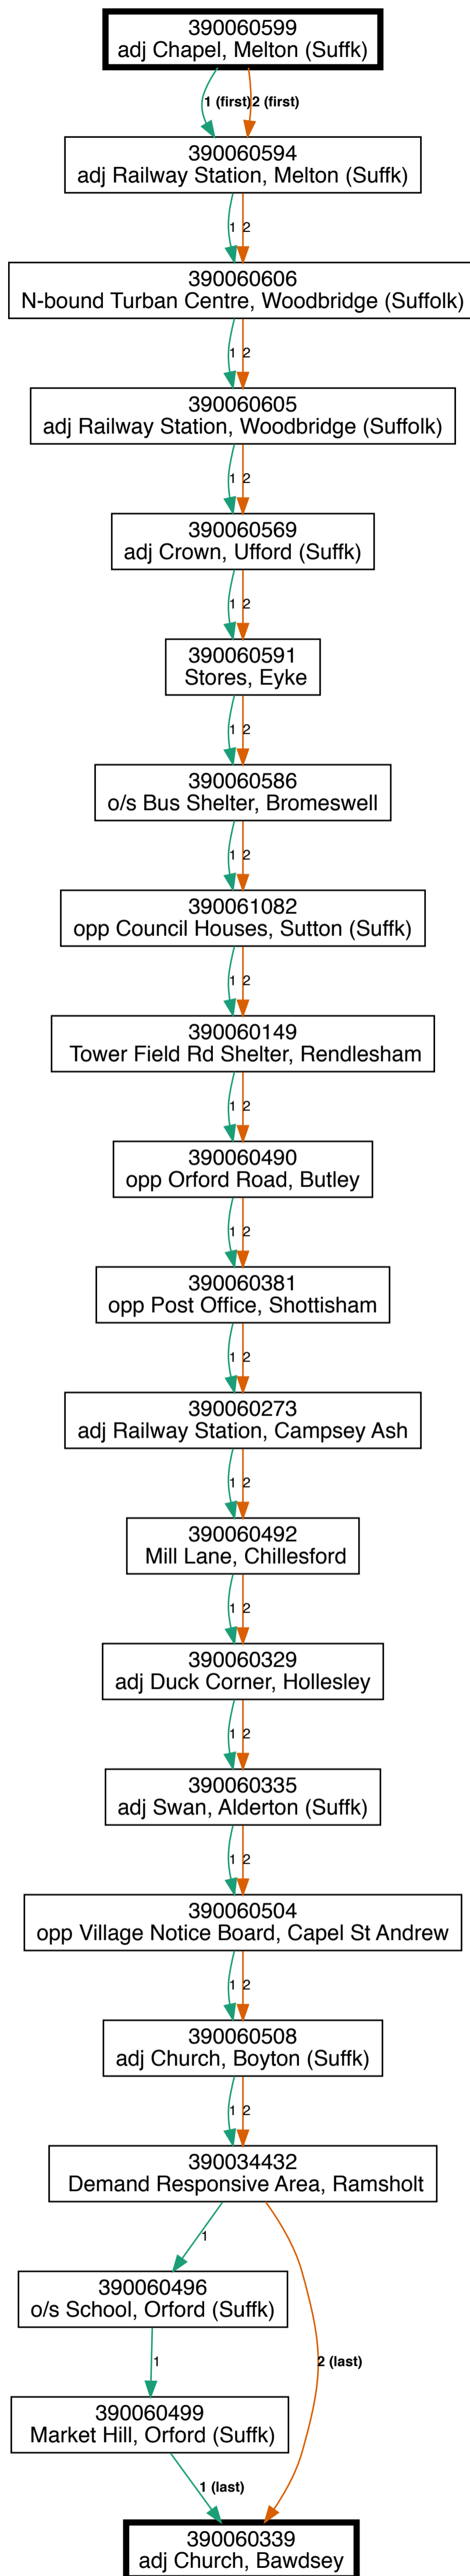 390060599
adj Chapel, Melton (Suffk)
1 (first) 2 (first)
390060594
adj Railway Station, Melton (Suffk)
1 2
390060606
N-bound Turban Centre, Woodbridge (Suffolk)
1 2
390060605
adj Railway Station, Woodbridge (Suffolk)
1 2
390060569
adj Crown, Ufford (Suffk)
1 2
390060591
Stores, Eyke
1 2
390060586
o/s Bus Shelter, Bromeswell
1 2
390061082
opp Council Houses, Sutton (Suffk)
1 2
390060149
Tower Field Rd Shelter, Rendlesham
1 2
390060490
opp Orford Road, Butley
1 2
390060381
opp Post Office, Shottisham
1 2
390060273
adj Railway Station, Campsey Ash
1 2
390060492
Mill Lane, Chillesford
1 2
390060329
adj Duck Corner, Hollesley
1 2
390060335
adj Swan, Alderton (Suffk)
1 2
390060504
opp Village Notice Board, Capel St Andrew
1 2
390060508
adj Church, Boyton (Suffk)
1 2
390034432
Demand Responsive Area, Ramsholt
1
390060496
o/s School, Orford (Suffk)
1 2 (last)
390060499
Market Hill, Orford (Suffk)
1 (last)
390060339
adj Church, Bawdsey